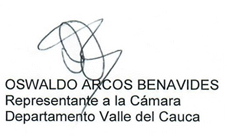 OSWALDO ARCOS BENAVIDES
Representante a la Cámara
Departamento Valle del Cauca